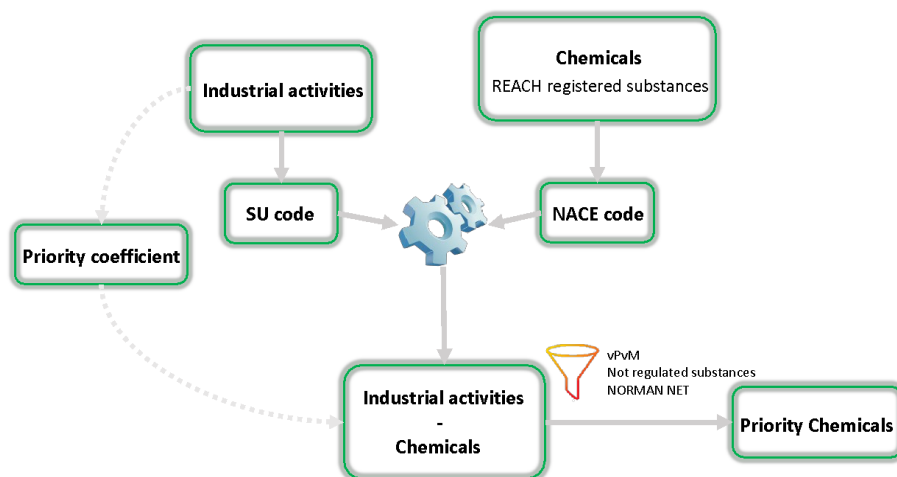 Industrial activities
Chemicals
REACH registered substances
SU code
NACE code
Priority coefficient
vPvM
Not regulated substances
NORMAN NET
Industrial activities
-
Chemicals
Priority Chemicals